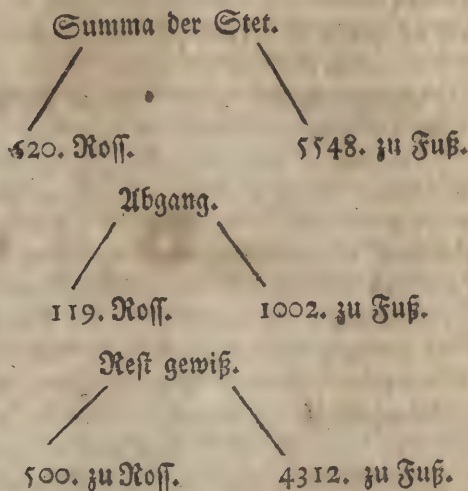 Summa der Stet.
620. Ross. 5548. zu Fuß.
Abgang.
119. Ross. 1002. zu Fuß.
Rest gewiß.
500. zu Ross. 4312. zu Fuß.